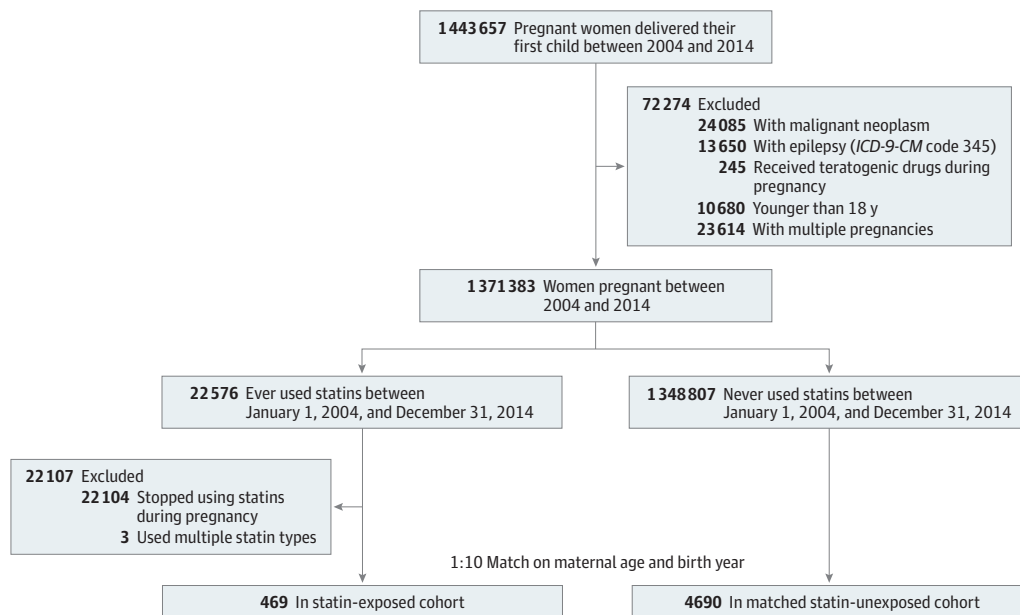 1443657 Pregnant women delivered their
first child between 2004 and 2014
72274 Excluded
24085 With malignant neoplasm
13650 With epilepsy (ICD-9-CM code 345)
245 Received teratogenic drugs during
pregnancy
10680 Younger than 18 y
23614 With multiple pregnancies
1371383 Women pregnant between
2004 and 2014
22576 Ever used statins between
January 1, 2004, and December 31, 2014
1348807 Never used statins between
January 1, 2004, and December 31, 2014
22107 Excluded
22104 Stopped using statins
during pregnancy
3 Used multiple statin types
1:10 Match on maternal age and birth year
469 In statin-exposed cohort
4690 In matched statin-unexposed cohort